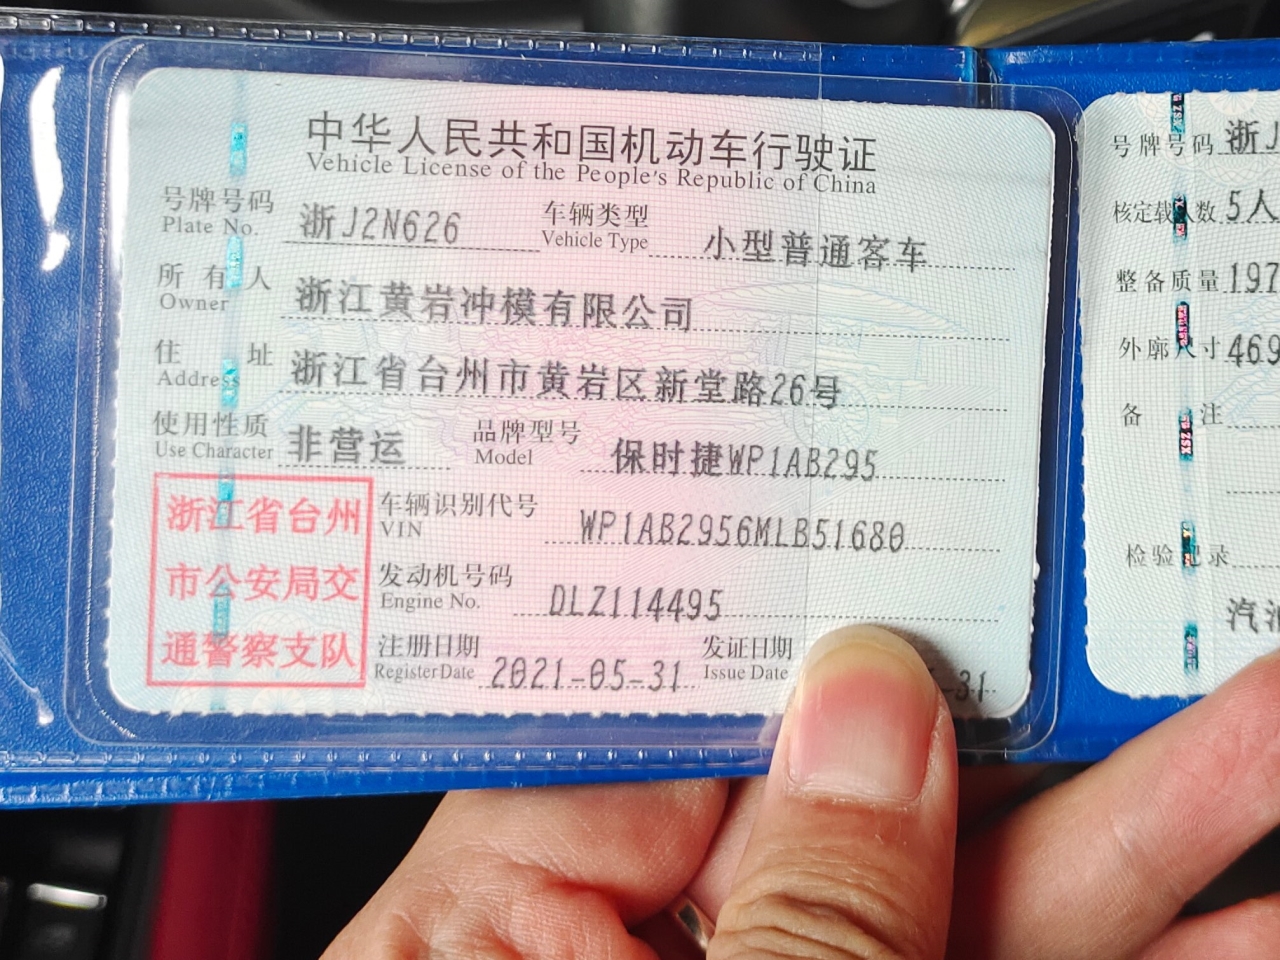 中华人民共和国机动车行驶证
Vehicle License of the People's Republic of China
号牌号码 浙J2N626 车辆类型 小型普通客车
Plate No. Vehicle Type
所有人 浙江黄岩冲模有限公司
Owner
住址 浙江省台州市黄岩区新堂路26号
Address
使用性质 非营运 品牌型号 保时捷WP1AB295
Use Character Model
浙江省台州
市公安局交
通警察支队
车辆识别代号 WP1AB2956MLB51680
VIN
发动机号码 DLZ114495
Engine No.
注册日期 2021-05-31 发证日期 -31
Register Date Issue Date
号牌号码 浙J
核定载人数 5人
整备质量 197
外廓尺寸 469
备注
检验记录